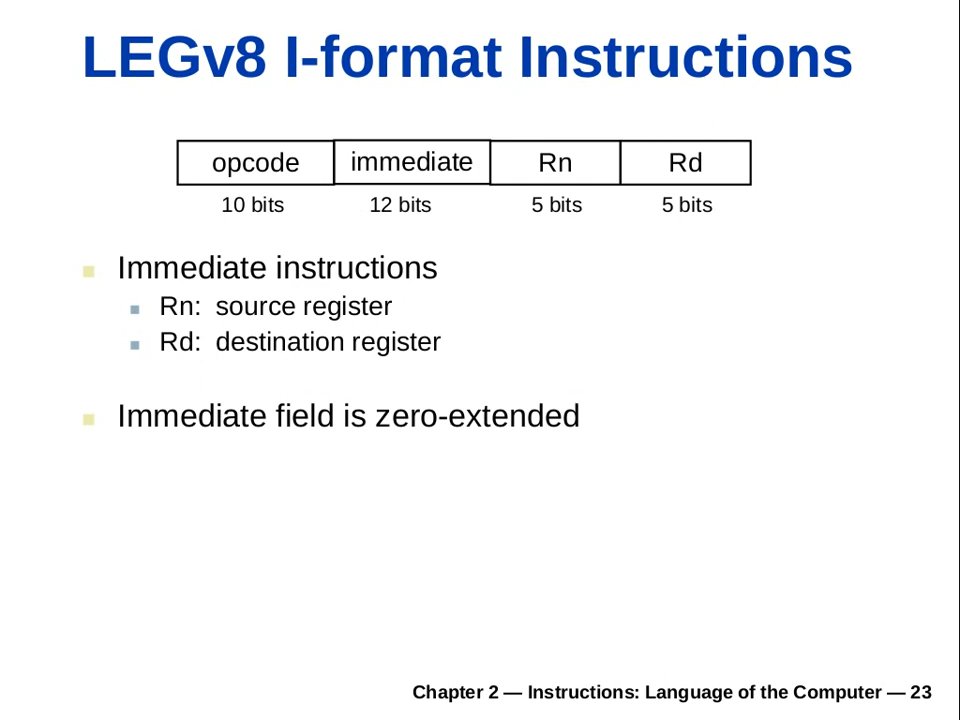 LEGv8 I-format Instructions
opcode immediate Rn Rd
10 bits 12 bits 5 bits 5 bits
Immediate instructions
Rn: source register
Rd: destination register
Immediate field is zero-extended
Chapter 2 — Instructions: Language of the Computer — 23